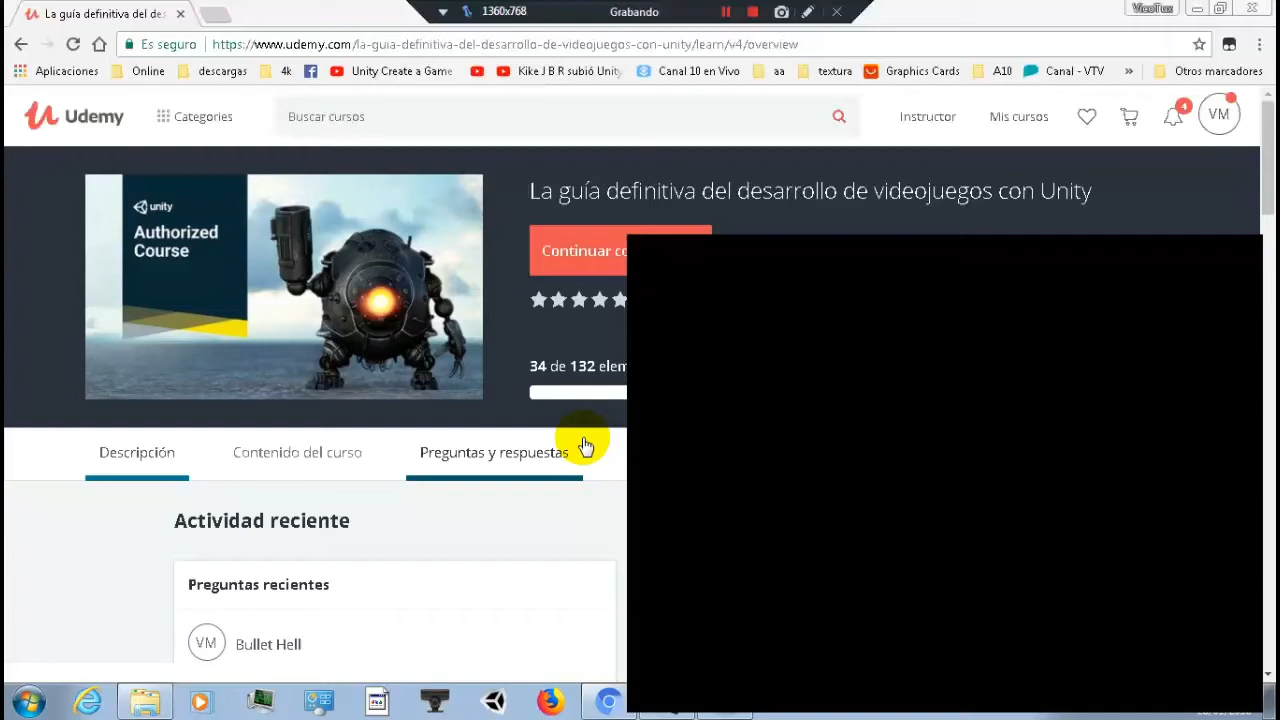 La guía definitiva del des
1360x768
Grabando
VicoTux
Es seguro
https://www.udemy.com/la-guia-definitiva-del-desarrollo-de-videojuegos-con-unity/learn/v4/overview
Aplicaciones
Online
descargas
4k
Unity Create a Game
Kike J B R subió Unity
Canal 10 en Vivo
aa
textura
Graphics Cards
A10
Canal - VTV
»
Otros marcadores
Udemy
Categories
Buscar cursos
Instructor
Mis cursos
4
VM
unity
Authorized
Course
La guía definitiva del desarrollo de videojuegos con Unity
Continuar co
34 de 132 elem
Descripción
Contenido del curso
Preguntas y respuestas
Actividad reciente
Preguntas recientes
VM
Bullet Hell